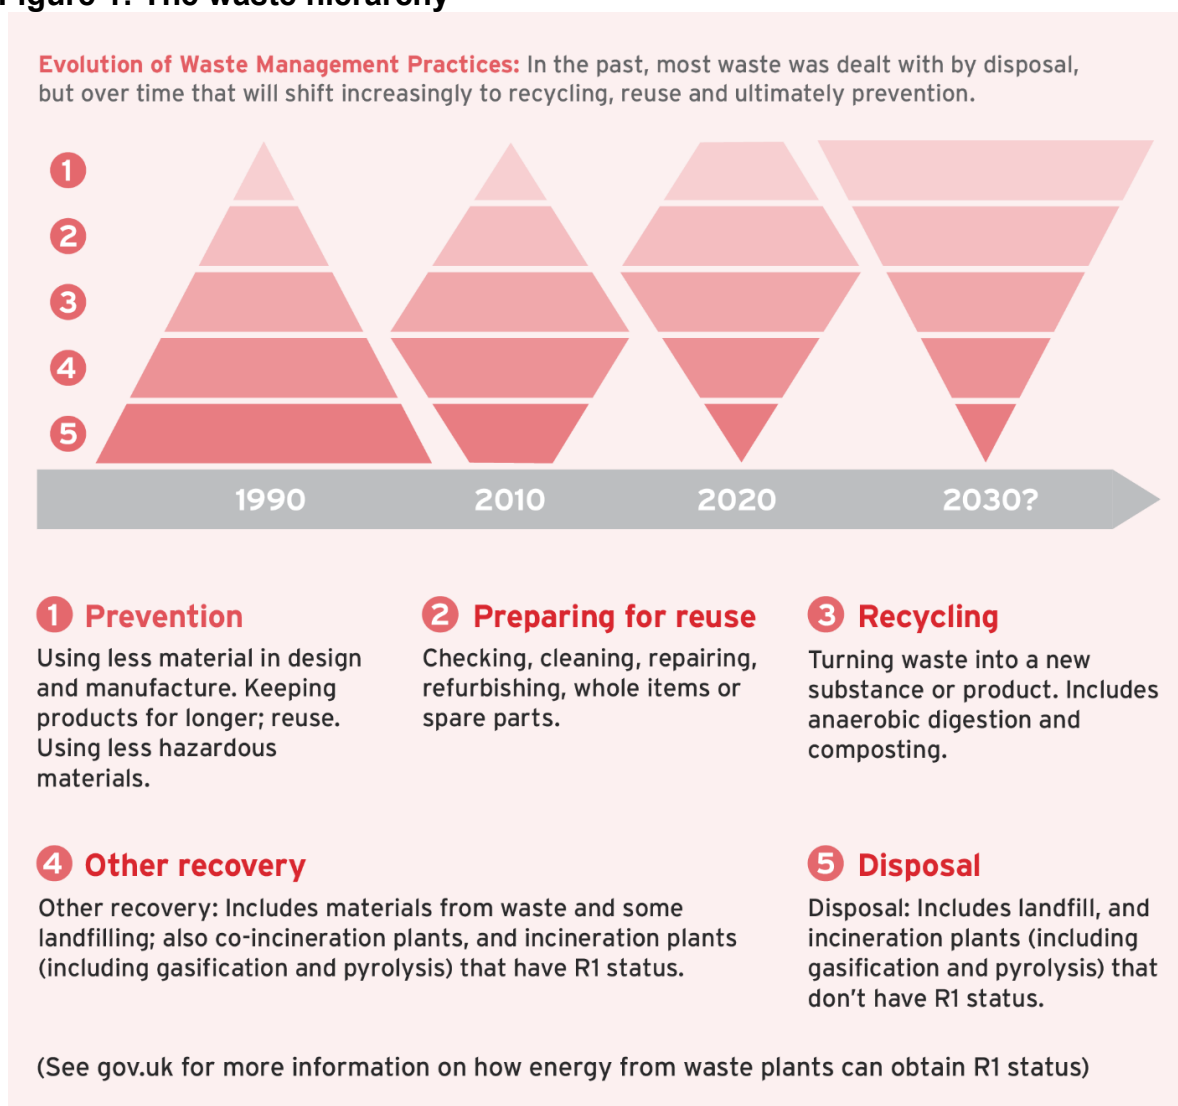 Figure 1: The waste hierarchy
Evolution of Waste Management Practices: In the past, most waste was dealt with by disposal,
but over time that will shift increasingly to recycling, reuse and ultimately prevention.
1
2
3
4
5
1990 2010 2020 2030?
1 Prevention
Using less material in design
and manufacture. Keeping
products for longer; reuse.
Using less hazardous
materials.
2 Preparing for reuse
Checking, cleaning, repairing,
refurbishing, whole items or
spare parts.
3 Recycling
Turning waste into a new
substance or product. Includes
anaerobic digestion and
composting.
4 Other recovery
Other recovery: Includes materials from waste and some
landfilling; also co-incineration plants, and incineration plants
(including gasification and pyrolysis) that have R1 status.
5 Disposal
Disposal: Includes landfill, and
incineration plants (including
gasification and pyrolysis) that
don't have R1 status.
(See gov.uk for more information on how energy from waste plants can obtain R1 status)